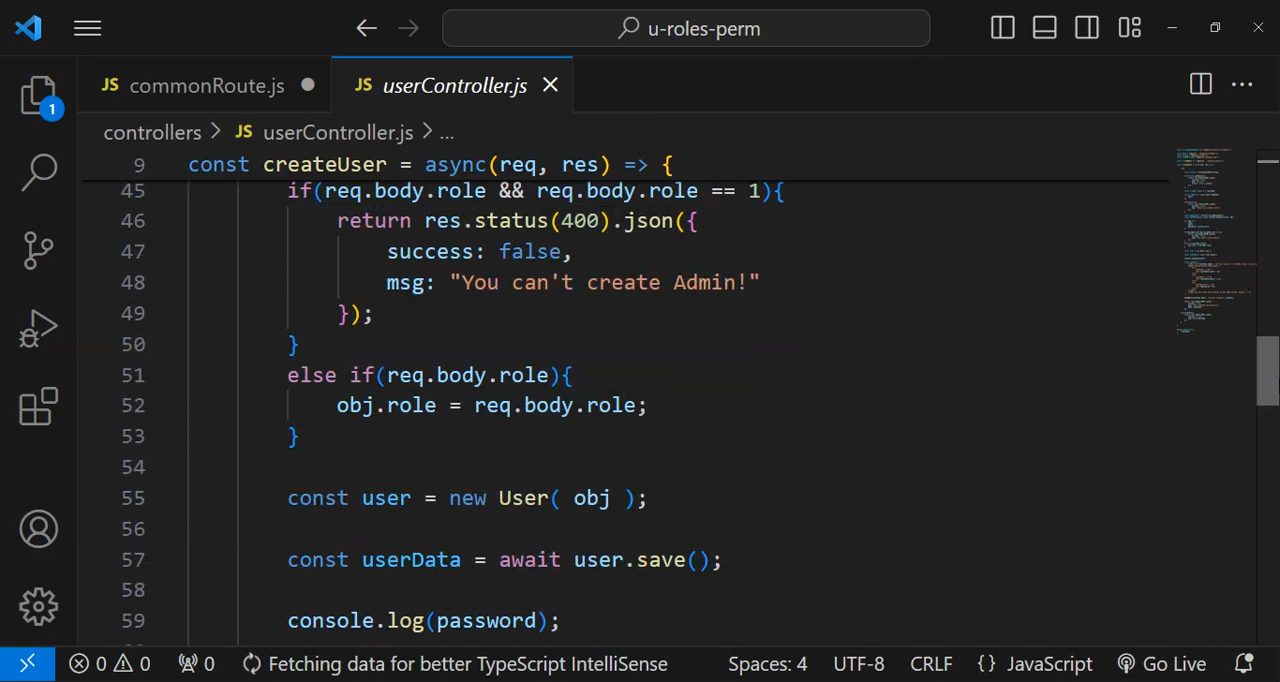 u-roles-perm
JS commonRoute.js
JS userController.js
controllers > JS userController.js > ...
9 const createUser = async(req, res) => {
45 if(req.body.role && req.body.role == 1){
46 return res.status(400).json({
47 success: false,
48 msg: "You can't create Admin!"
49 });
50 }
51 else if(req.body.role){
52 obj.role = req.body.role;
53 }
54
55 const user = new User( obj );
56
57 const userData = await user.save();
58
59 console.log(password);
1
0 0 0 Fetching data for better TypeScript IntelliSense Spaces: 4 UTF-8 CRLF {} JavaScript Go Live